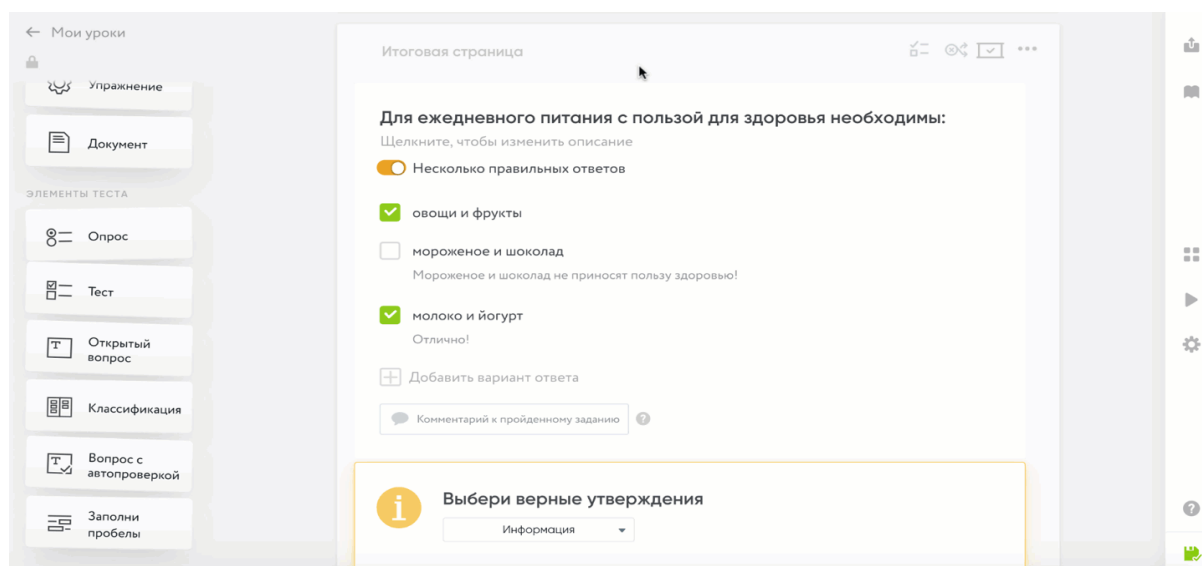 Мои уроки
Упражнение
Документ
ЭЛЕМЕНТЫ ТЕСТА
Опрос
Тест
Открытый
вопрос
Классификация
Вопрос с
автопроверкой
Заполни
пробелы
Итоговая страница
Для ежедневного питания с пользой для здоровья необходимы:
Щелкните, чтобы изменить описание
Несколько правильных ответов
овощи и фрукты
мороженое и шоколад
Мороженое и шоколад не приносят пользу здоровью!
молоко и йогурт
Отлично!
Добавить вариант ответа
Комментарий к пройденному заданию
Выбери верные утверждения
Информация